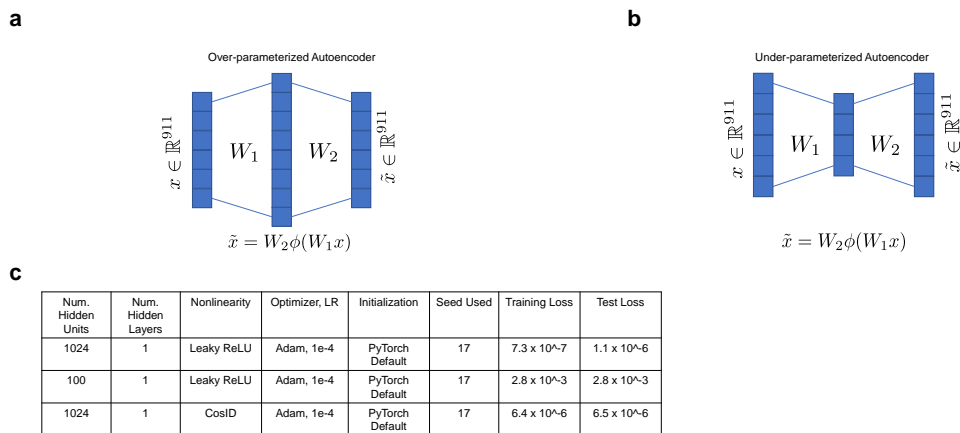 a
Over-parameterized Autoencoder
x ∈ ℝ^911
W_1
W_2
x̃ ∈ ℝ^911
x̃ = W_2ϕ(W_1x)
b
Under-parameterized Autoencoder
x ∈ ℝ^911
W_1
W_2
x̃ ∈ ℝ^911
x̃ = W_2ϕ(W_1x)
c
Num. Hidden Units | Num. Hidden Layers | Nonlinearity | Optimizer, LR | Initialization | Seed Used | Training Loss | Test Loss
1024 | 1 | Leaky ReLU | Adam, 1e-4 | PyTorch Default | 17 | 7.3 x 10^-7 | 1.1 x 10^-6
100 | 1 | Leaky ReLU | Adam, 1e-4 | PyTorch Default | 17 | 2.8 x 10^-3 | 2.8 x 10^-3
1024 | 1 | CosID | Adam, 1e-4 | PyTorch Default | 17 | 6.4 x 10^-6 | 6.5 x 10^-6